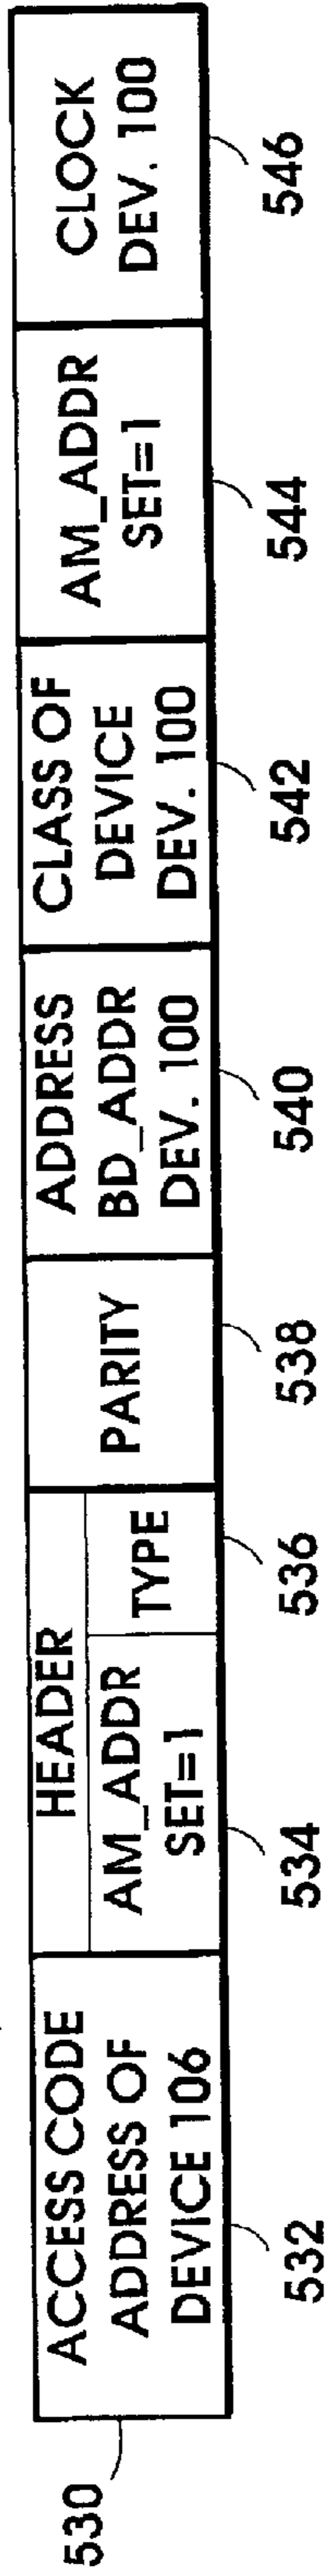 530
ACCESS CODE
ADDRESS OF
DEVICE 106
532
HEADER
AM_ADDR
SET=1
534
TYPE
536
PARITY
538
ADDRESS
BD_ADDR
DEV. 100
540
CLASS OF
DEVICE
DEV. 100
542
AM_ADDR
SET=1
544
CLOCK
DEV. 100
546